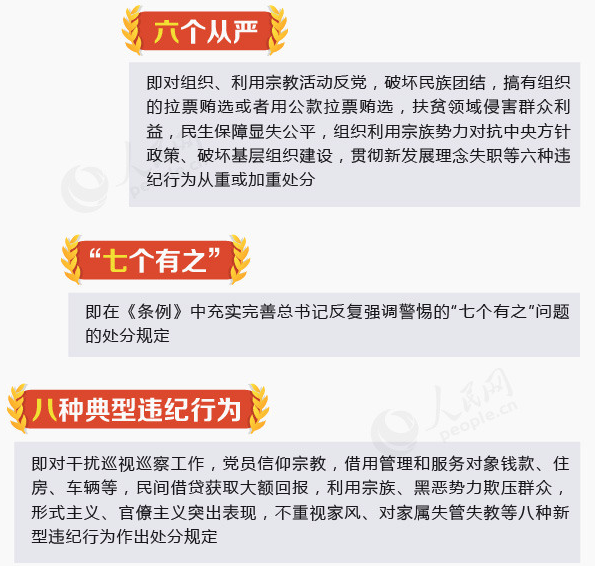 六个从严
即对组织、利用宗教活动反党，破坏民族团结，搞有组织
的拉票贿选或者用公款拉票贿选，扶贫领域侵害群众利
益，民生保障显失公平，组织利用宗族势力对抗中央方针
政策、破坏基层组织建设，贯彻新发展理念失职等六种违
纪行为从重或加重处分
人民网
people.cn
“七个有之”
即在《条例》中充实完善总书记反复强调警惕的“七个有之”问题
的处分规定
八种典型违纪行为
人民网
people.cn
即对干扰巡视巡察工作，党员信仰宗教，借用管理和服务对象钱款、住
房、车辆等，民间借贷获取大额回报，利用宗族、黑恶势力欺压群众，
形式主义、官僚主义突出表现，不重视家风、对家属失管失教等八种新
型违纪行为作出处分规定